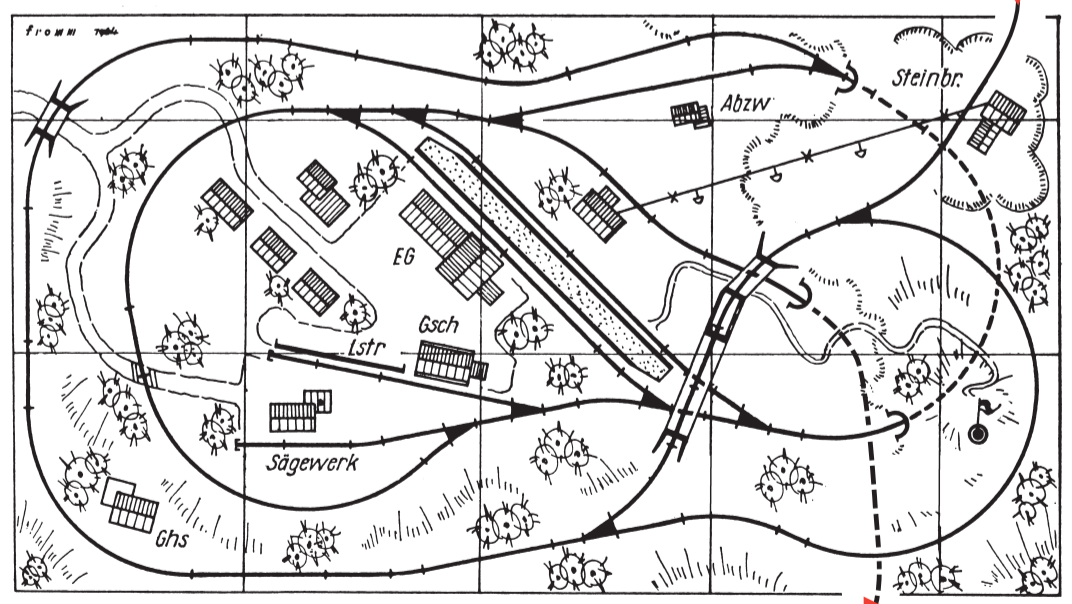 fromm
Steinbr.
Abzw
EG
Gsch
Lstr
Sägewerk
Ghs